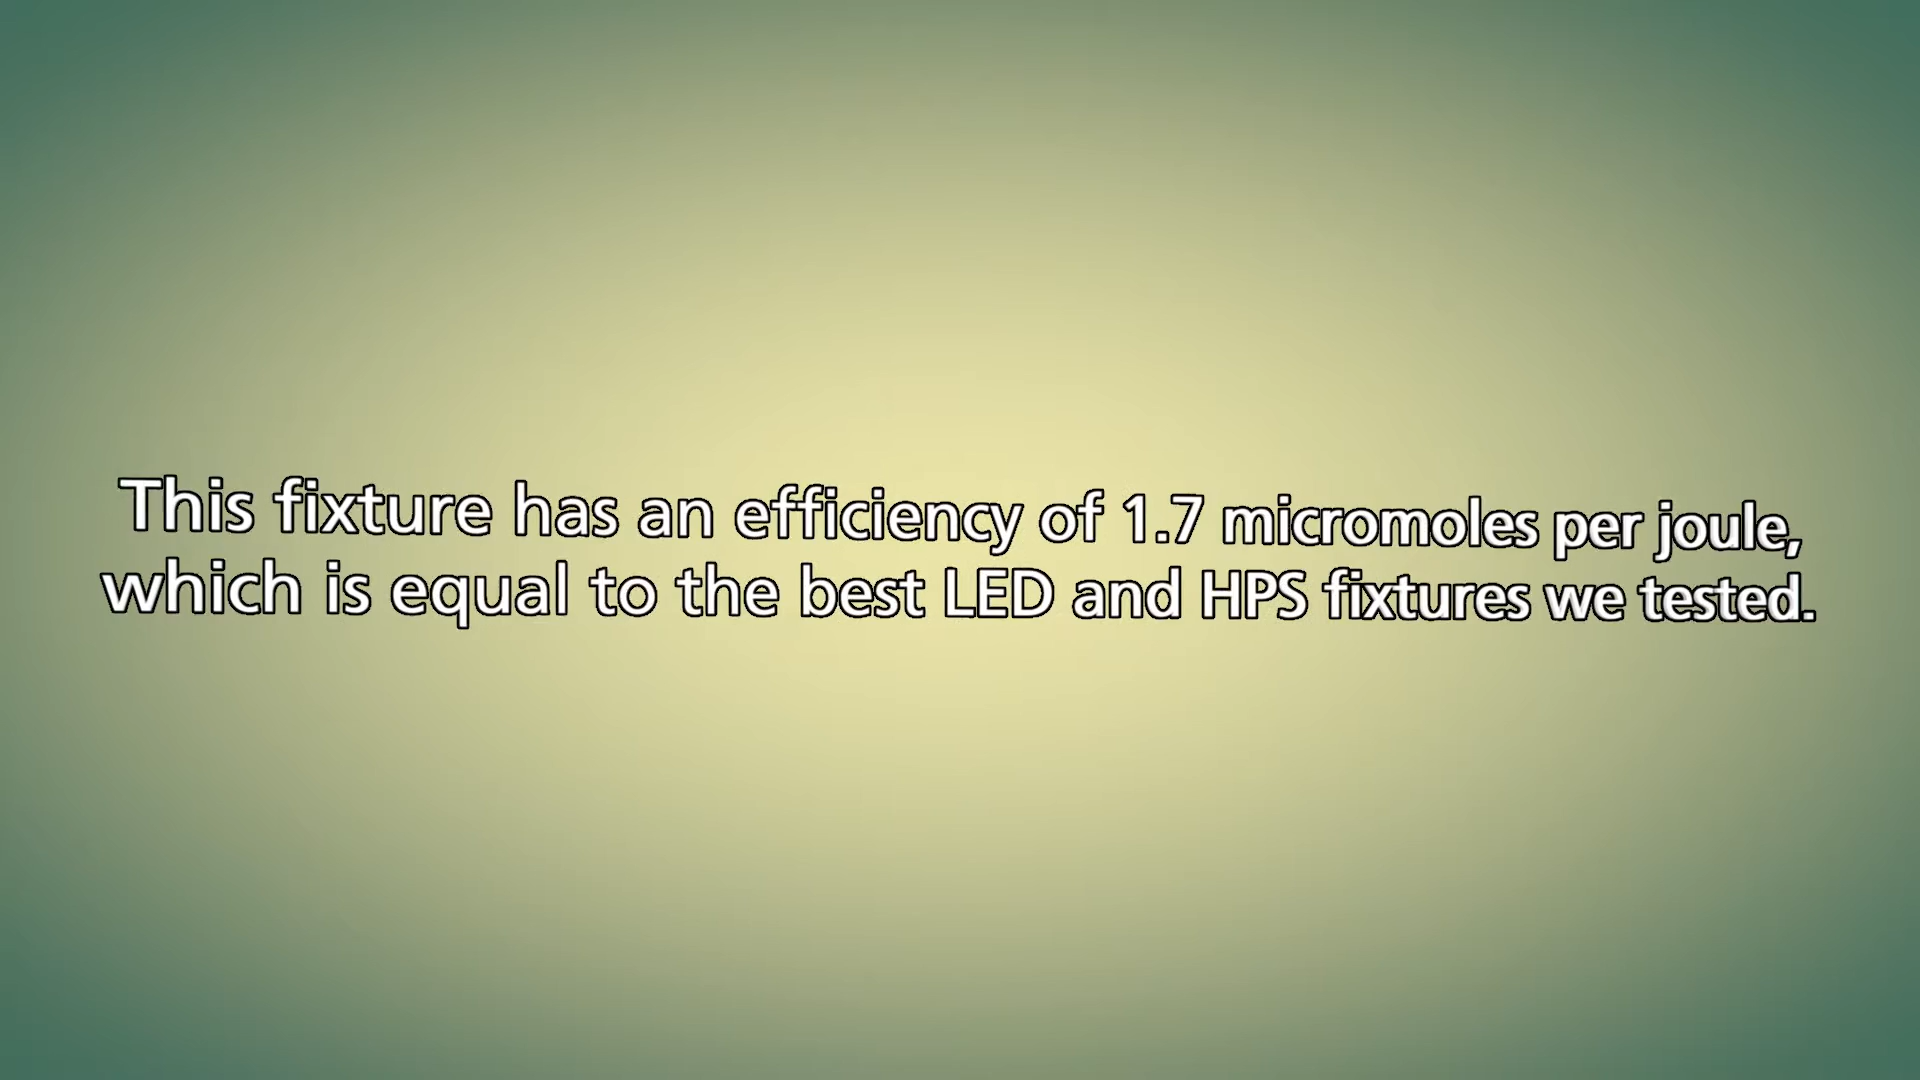 This fixture has an efficiency of 1.7 micromoles per joule,
which is equal to the best LED and HPS fixtures we tested.